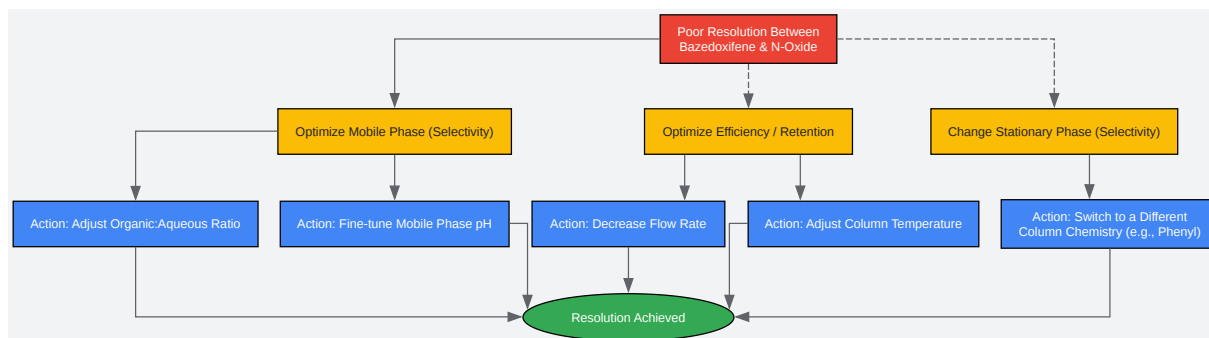 Poor Resolution Between
Bazedoxifene & N-Oxide
Optimize Mobile Phase (Selectivity)
Optimize Efficiency / Retention
Change Stationary Phase (Selectivity)
Action: Adjust Organic:Aqueous Ratio
Action: Fine-tune Mobile Phase pH
Action: Decrease Flow Rate
Action: Adjust Column Temperature
Action: Switch to a Different
Column Chemistry (e.g., Phenyl)
Resolution Achieved